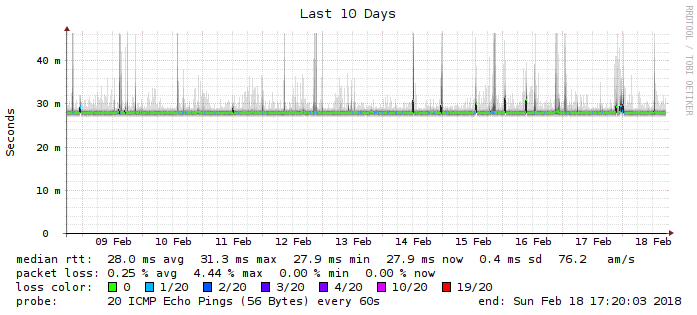 Last 10 Days
RRDTOOL / TOBI OETIKER
Seconds
40 m
30 m
20 m
10 m
0
09 Feb 10 Feb 11 Feb 12 Feb 13 Feb 14 Feb 15 Feb 16 Feb 17 Feb 18 Feb
median rtt: 28.0 ms avg 31.3 ms max 27.9 ms min 27.9 ms now 0.4 ms sd 76.2 am/s
packet loss: 0.25 % avg 4.44 % max 0.00 % min 0.00 % now
loss color: 0 1/20 2/20 3/20 4/20 10/20 19/20
probe: 20 ICMP Echo Pings (56 Bytes) every 60s end: Sun Feb 18 17:20:03 2018